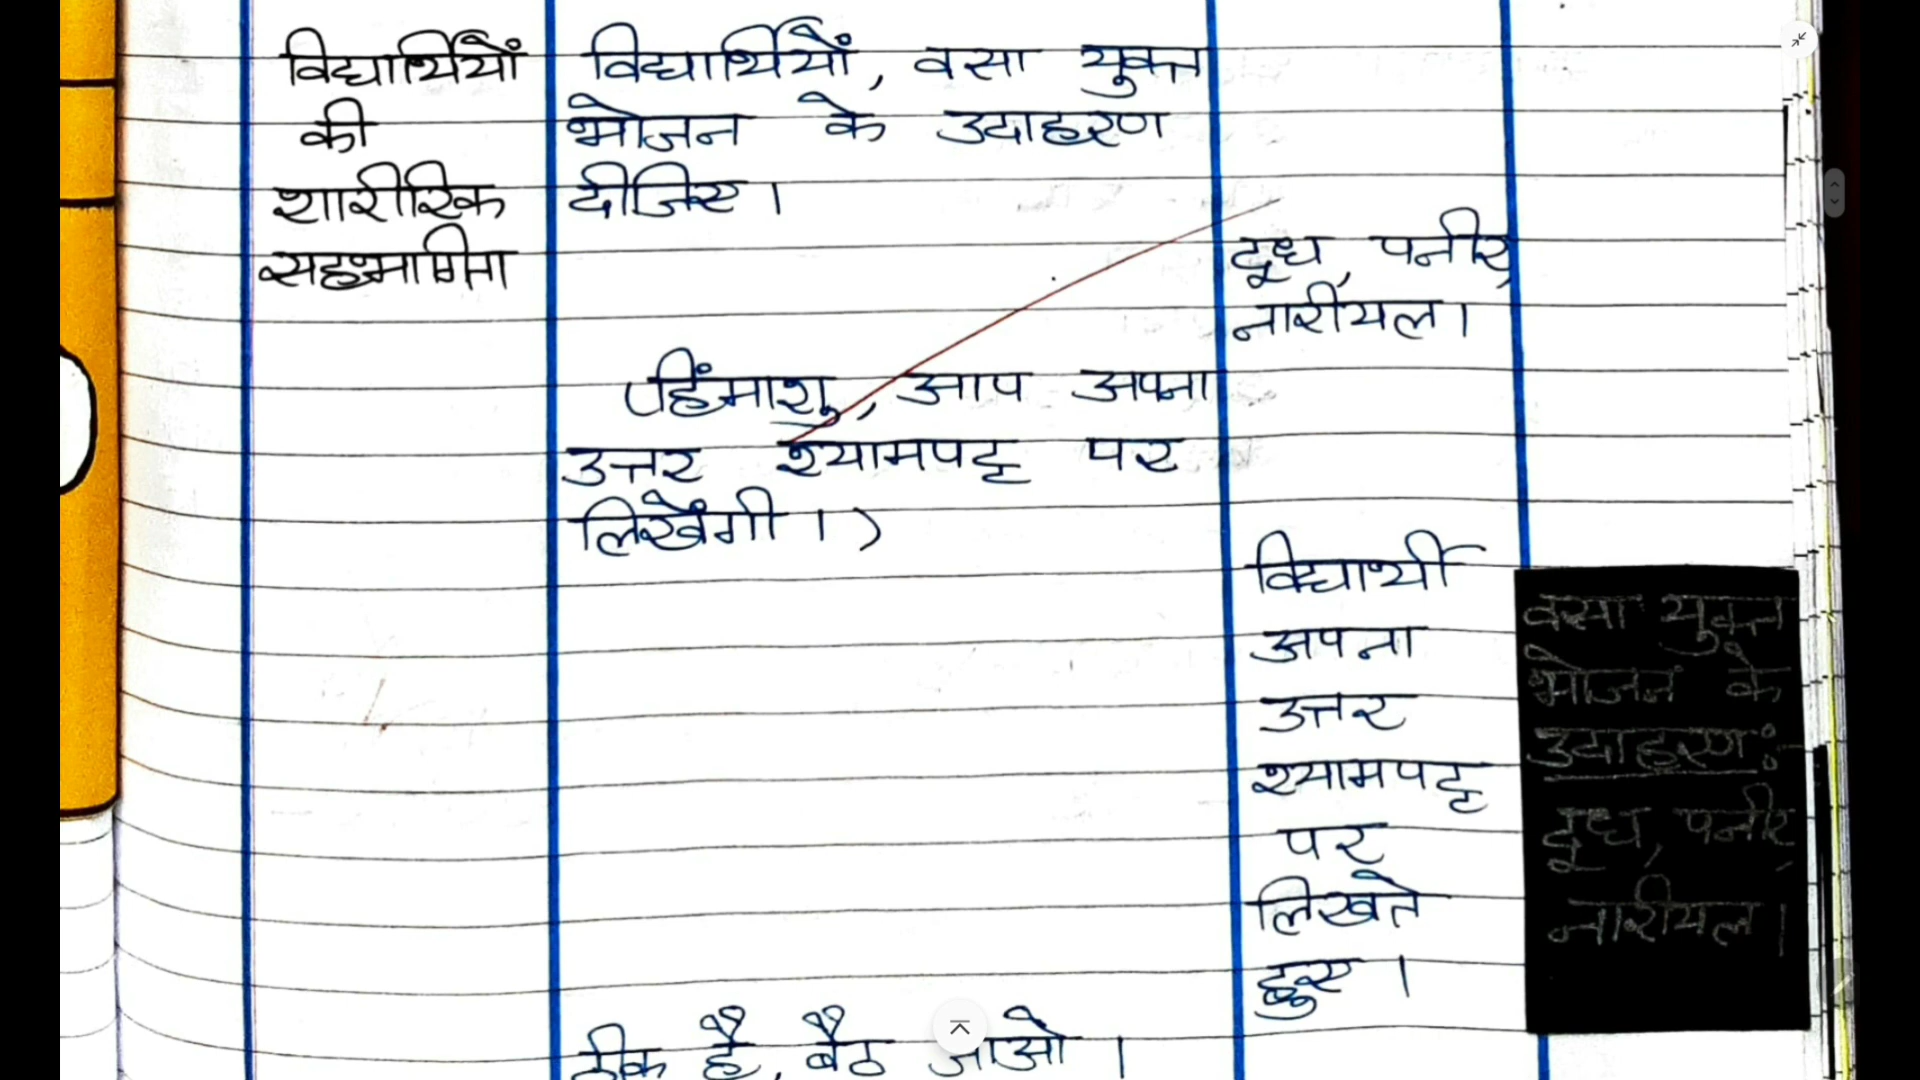 विद्यार्थियों
की
शारीरिक
सहभागिता
विद्यार्थियों, वसा युक्त
भोजन के उदाहरण
दीजिए।
दूध, पनीर,
नारीयल।
(हिंमाशु, आप अपना
उत्तर श्यामपट्ट पर
लिखेंगी।)
विद्यार्थी
अपना
उत्तर
श्यामपट्ट
पर
लिखते
हुए।
वसा युक्त
भोजन के
उदाहरण:-
दूध, पनीर,
नारीयल।
ठीक है, बैठ जाओ।